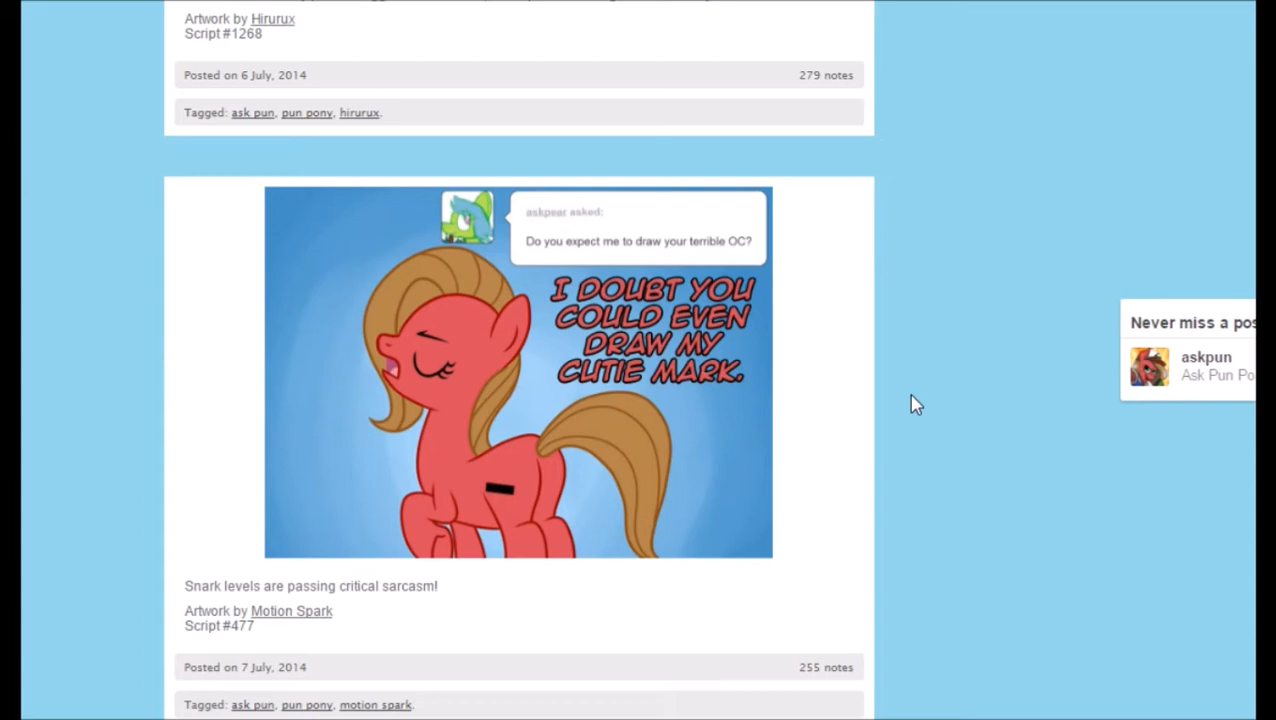 Artwork by Hirurux
Script #1268
Posted on 6 July, 2014
279 notes
Tagged: ask pun, pun pony, hirurux.
askpear asked:
Do you expect me to draw your terrible OC?
I DOUBT YOU
COULD EVEN
DRAW MY
CUTIE MARK.
Never miss a pos
askpun
Ask Pun Po
Snark levels are passing critical sarcasm!
Artwork by Motion Spark
Script #477
Posted on 7 July, 2014
255 notes
Tagged: ask pun, pun pony, motion spark.